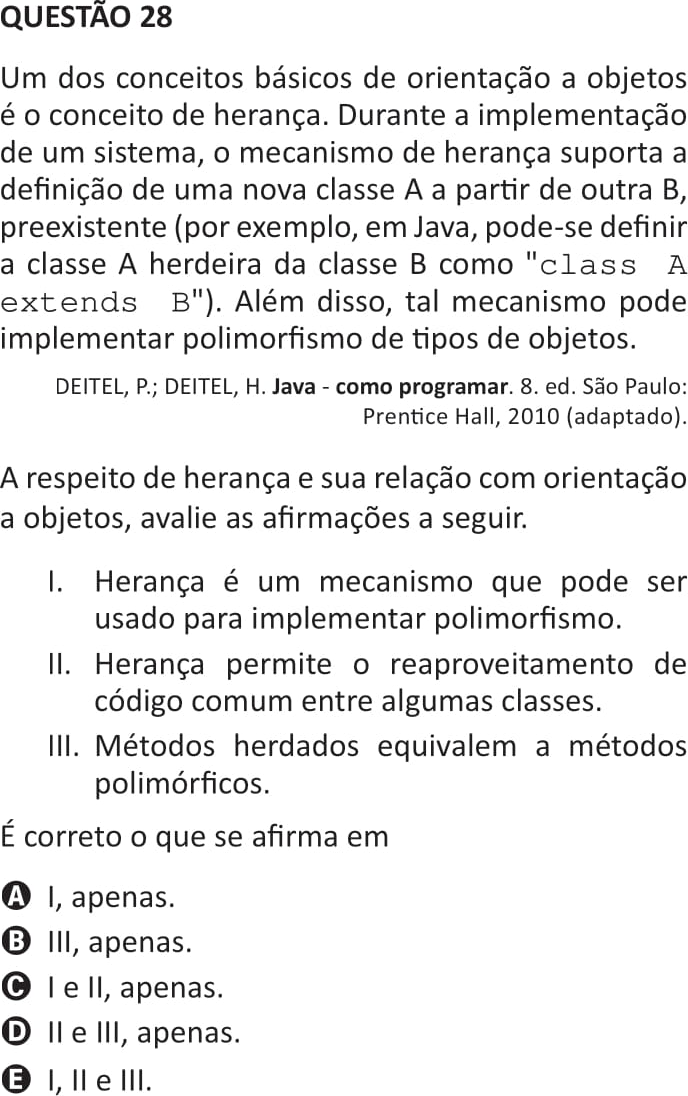 QUESTÃO 28
Um dos conceitos básicos de orientação a objetos
é o conceito de herança. Durante a implementação
de um sistema, o mecanismo de herança suporta a
definição de uma nova classe A a partir de outra B,
preexistente (por exemplo, em Java, pode-se definir
a classe A herdeira da classe B como "class A
extends B"). Além disso, tal mecanismo pode
implementar polimorfismo de tipos de objetos.
DEITEL, P.; DEITEL, H. Java - como programar. 8. ed. São Paulo:
Prentice Hall, 2010 (adaptado).
A respeito de herança e sua relação com orientação
a objetos, avalie as afirmações a seguir.
I. Herança é um mecanismo que pode ser
usado para implementar polimorfismo.
II. Herança permite o reaproveitamento de
código comum entre algumas classes.
III. Métodos herdados equivalem a métodos
polimórficos.
É correto o que se afirma em
A I, apenas.
B III, apenas.
C I e II, apenas.
D II e III, apenas.
E I, II e III.